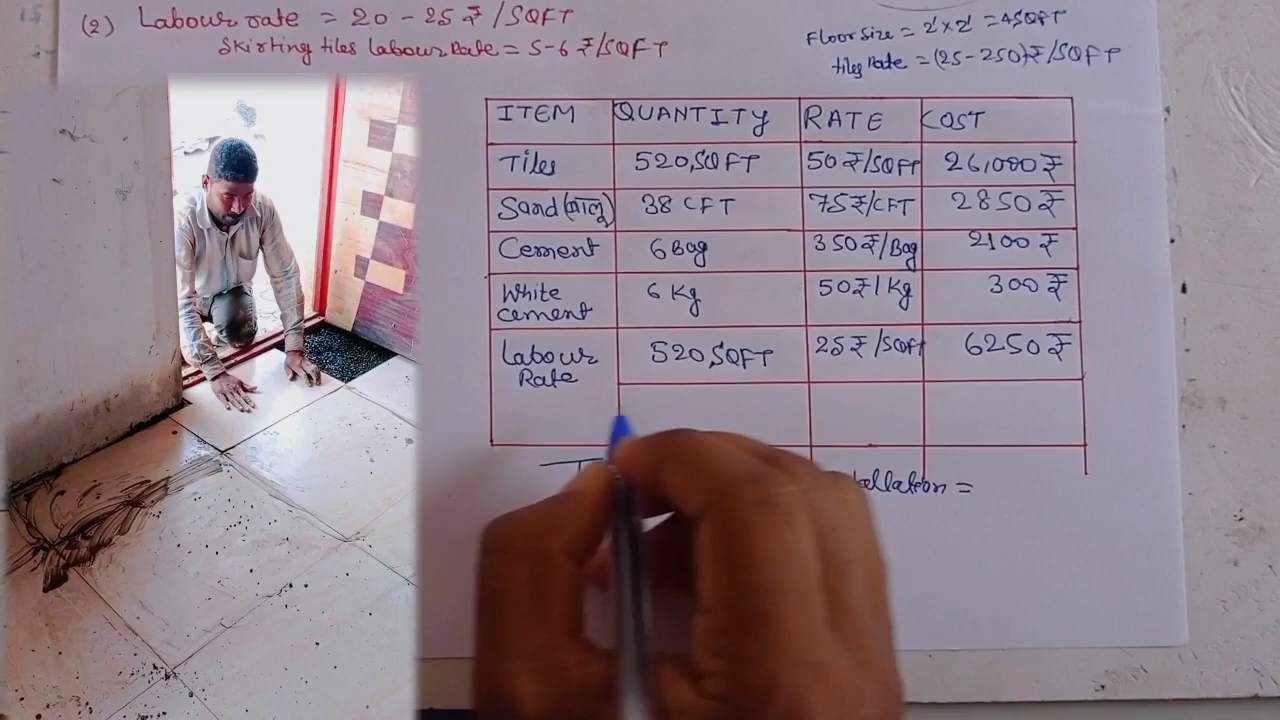 (2) Labour rate = 20 - 25 ₹ / SQFT
Skirting tiles Labour Rate = 5-6 ₹/SQFT
Floor Size = 2'x2' = 4SQFT
tiles Rate = (25-250)₹/SQFT
ITEM QUANTITY RATE COST
Tiles 520 SQFT 50 ₹/SQFT 26,000 ₹
Sand (बालू) 38 CFT 75₹/CFT 2850 ₹
Cement 6 Bag 350₹/Bag 2100 ₹
White cement 6 Kg 50₹/Kg 300 ₹
Labour Rate 520 SQFT 25₹/SQFT 6250 ₹
=